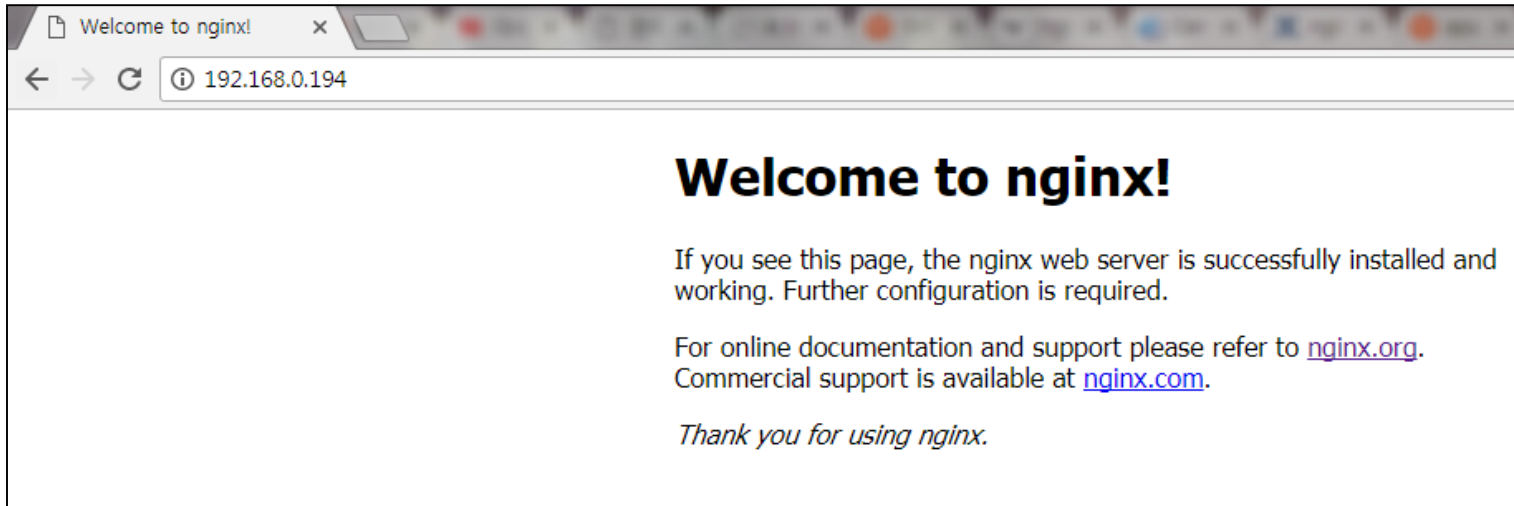 Welcome to nginx!
192.168.0.194
Welcome to nginx!
If you see this page, the nginx web server is successfully installed and
working. Further configuration is required.
For online documentation and support please refer to nginx.org.
Commercial support is available at nginx.com.
Thank you for using nginx.